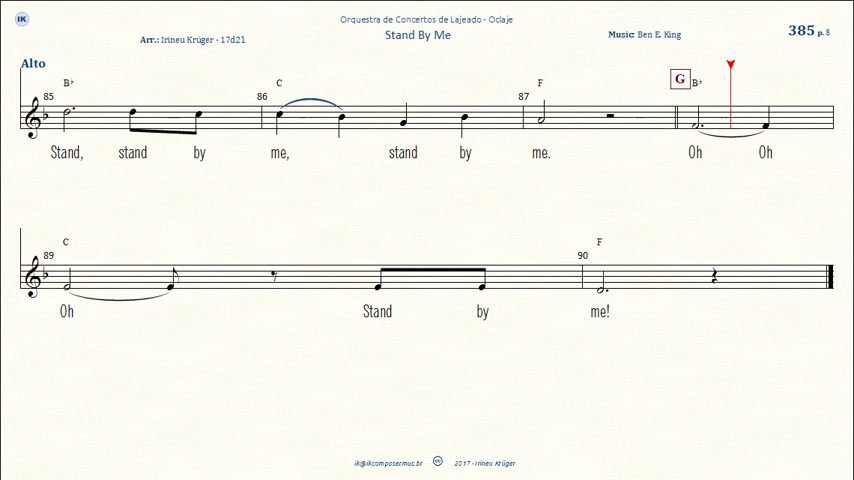 IK
Orquestra de Concertos de Lajeado - Oclaje
Stand By Me
Arr.: Irineu Krüger - 17d21
Music: Ben E. King
385 p. 8
Alto
B♭ C F G B♭
85 86 87
Stand, stand by me, stand by me. Oh Oh
C F
89 90
Oh Stand by me!
ik@ikcomposermus.br cc 2017 - Irineu Krüger